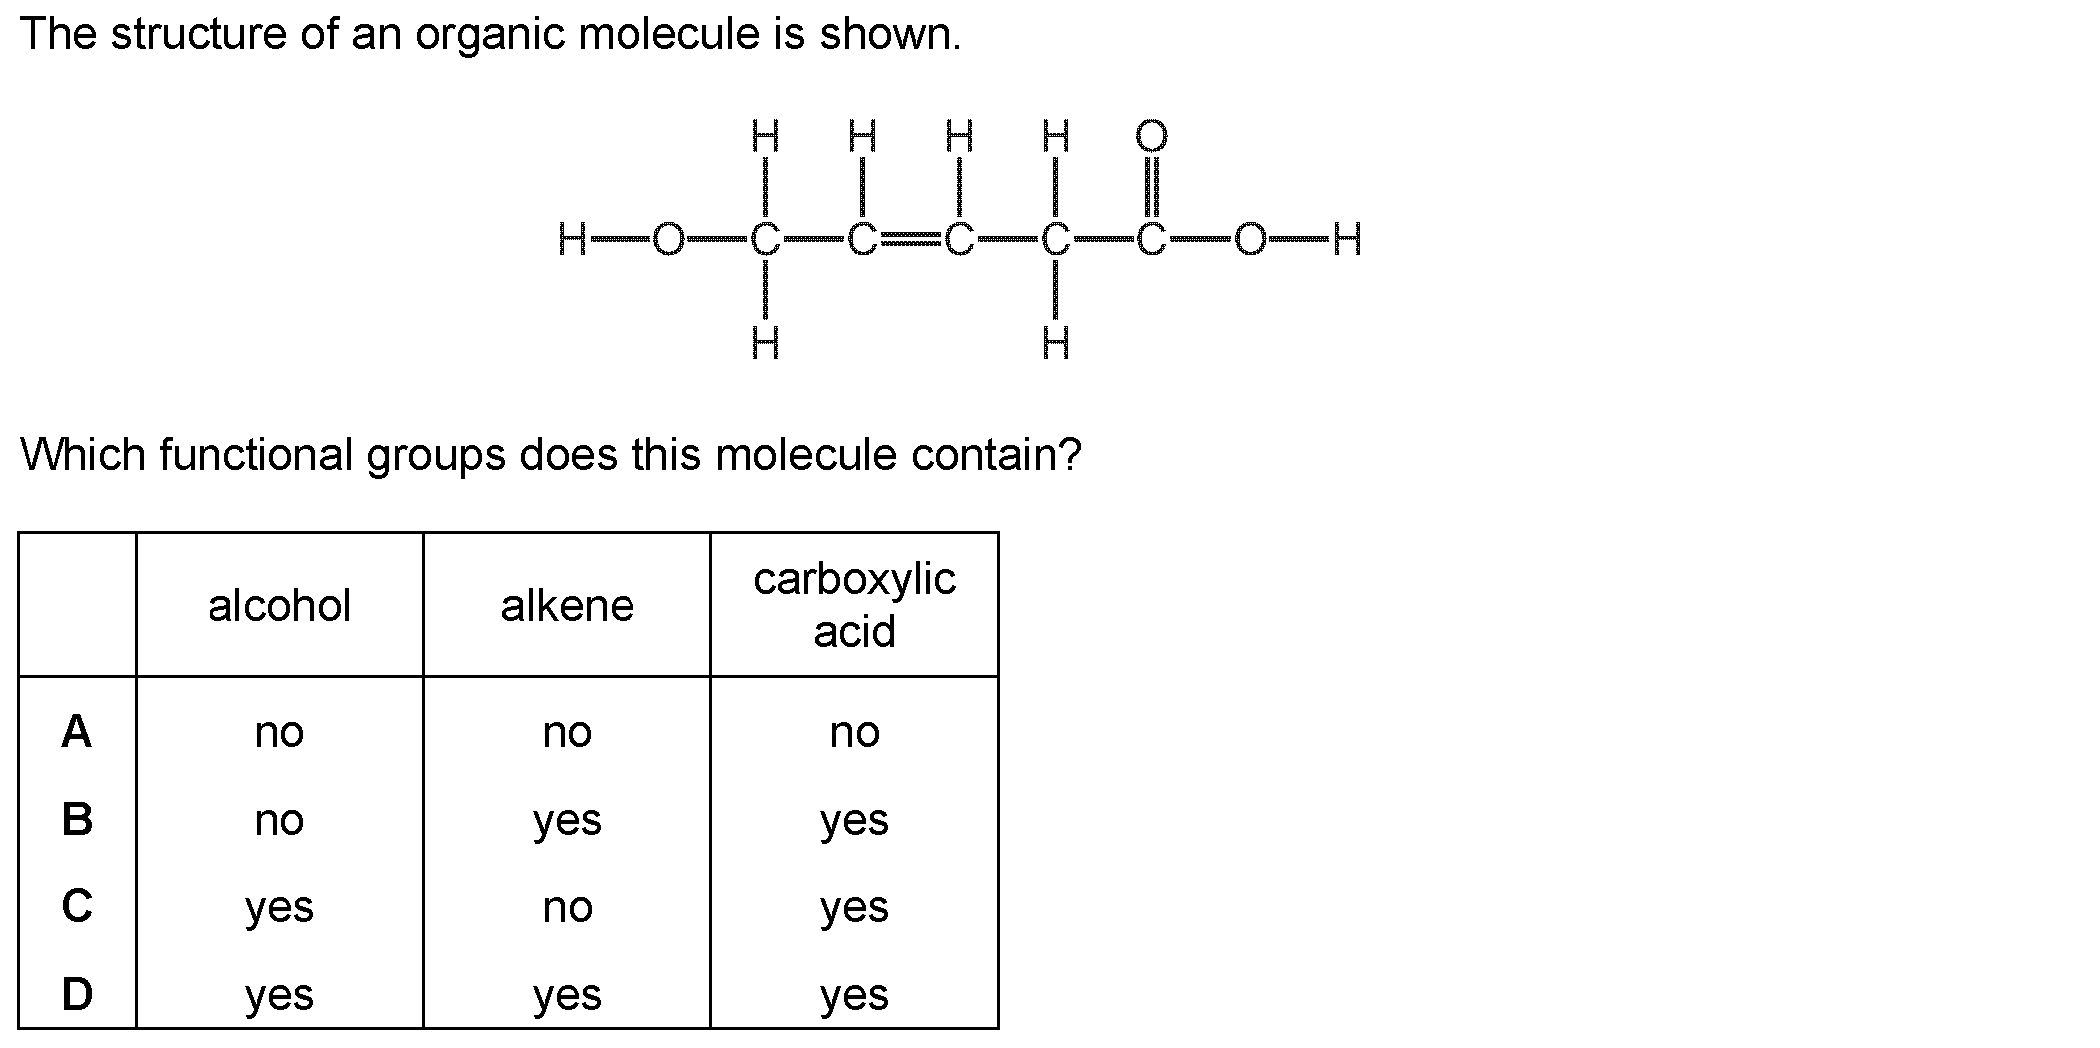 The structure of an organic molecule is shown.
H H H H O
H—O—C—C=C—C—C—O—H
H H
Which functional groups does this molecule contain?
alcohol alkene carboxylic acid
A no no no
B no yes yes
C yes no yes
D yes yes yes